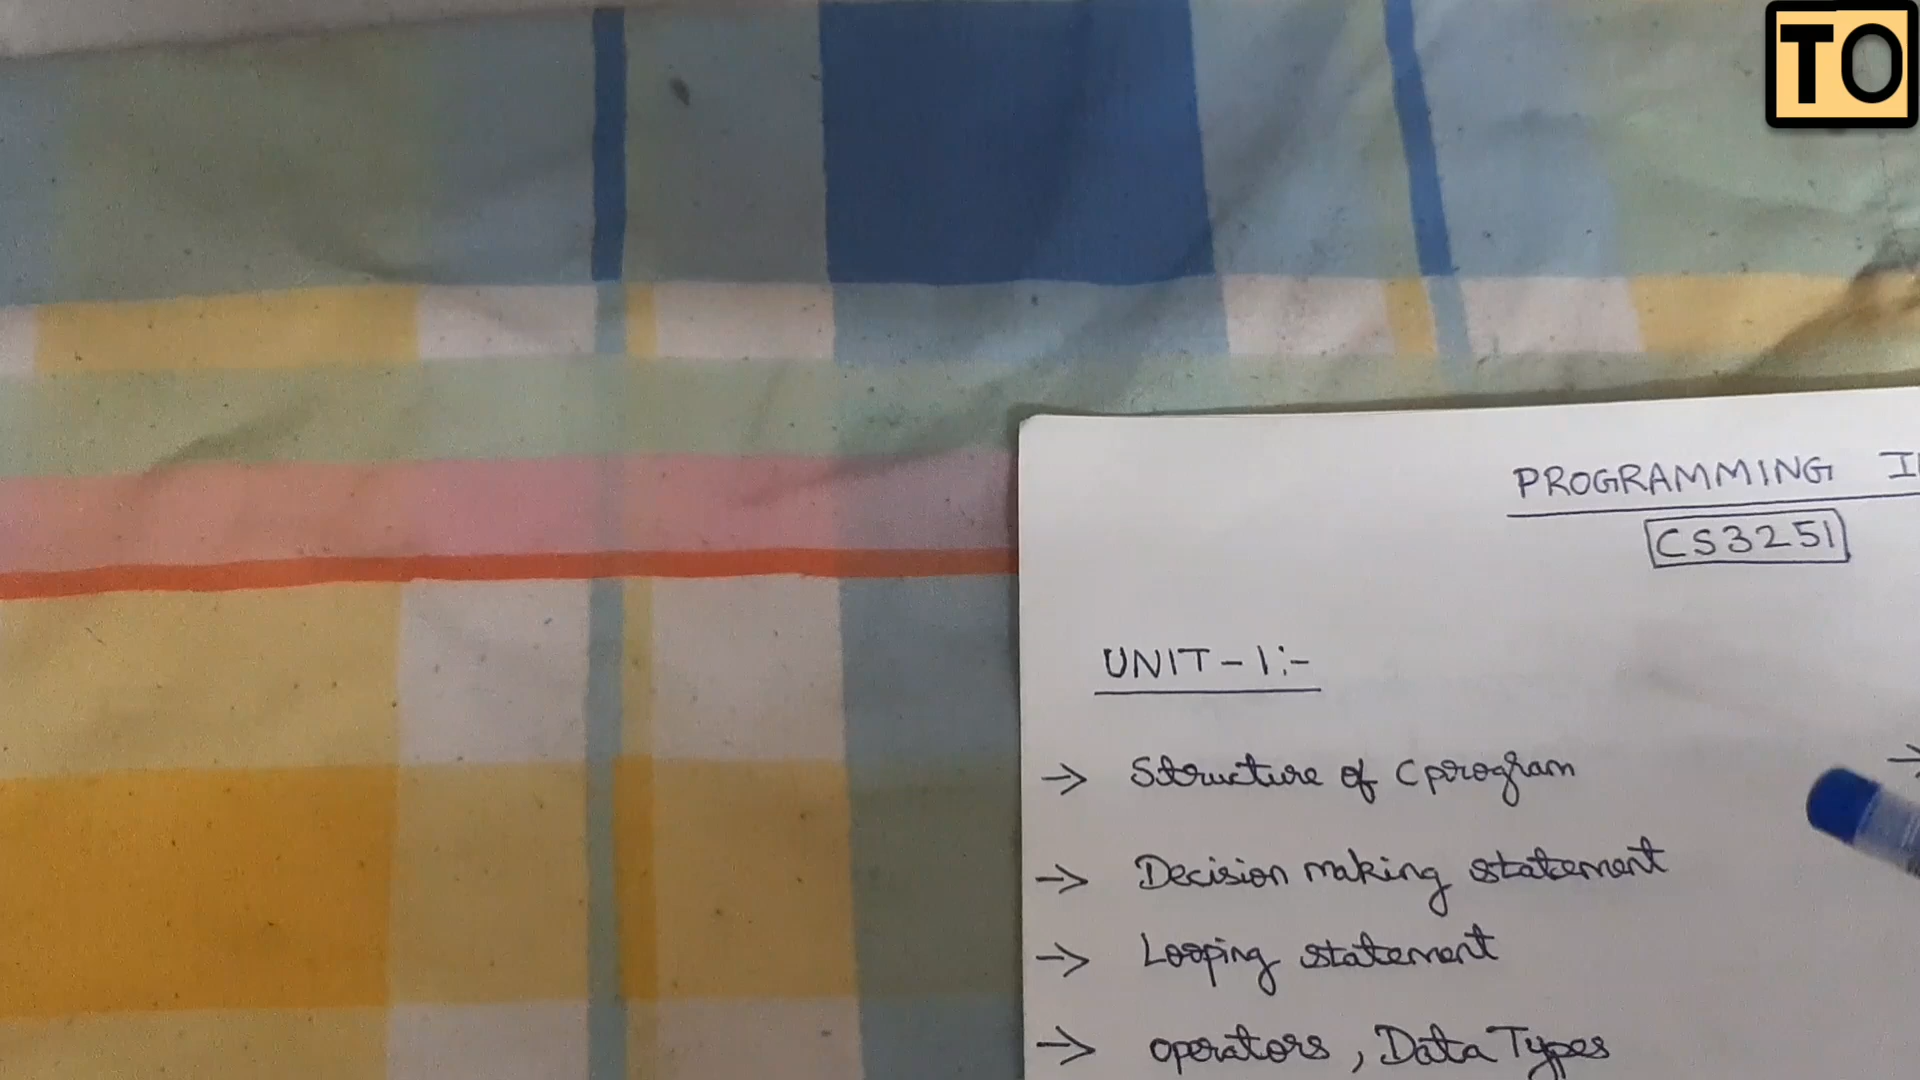 TO
PROGRAMMING
CS3251
UNIT-1:-
→ Structure of C program
→ Decision making statement
→ Looping statement
→ operators, Data Types